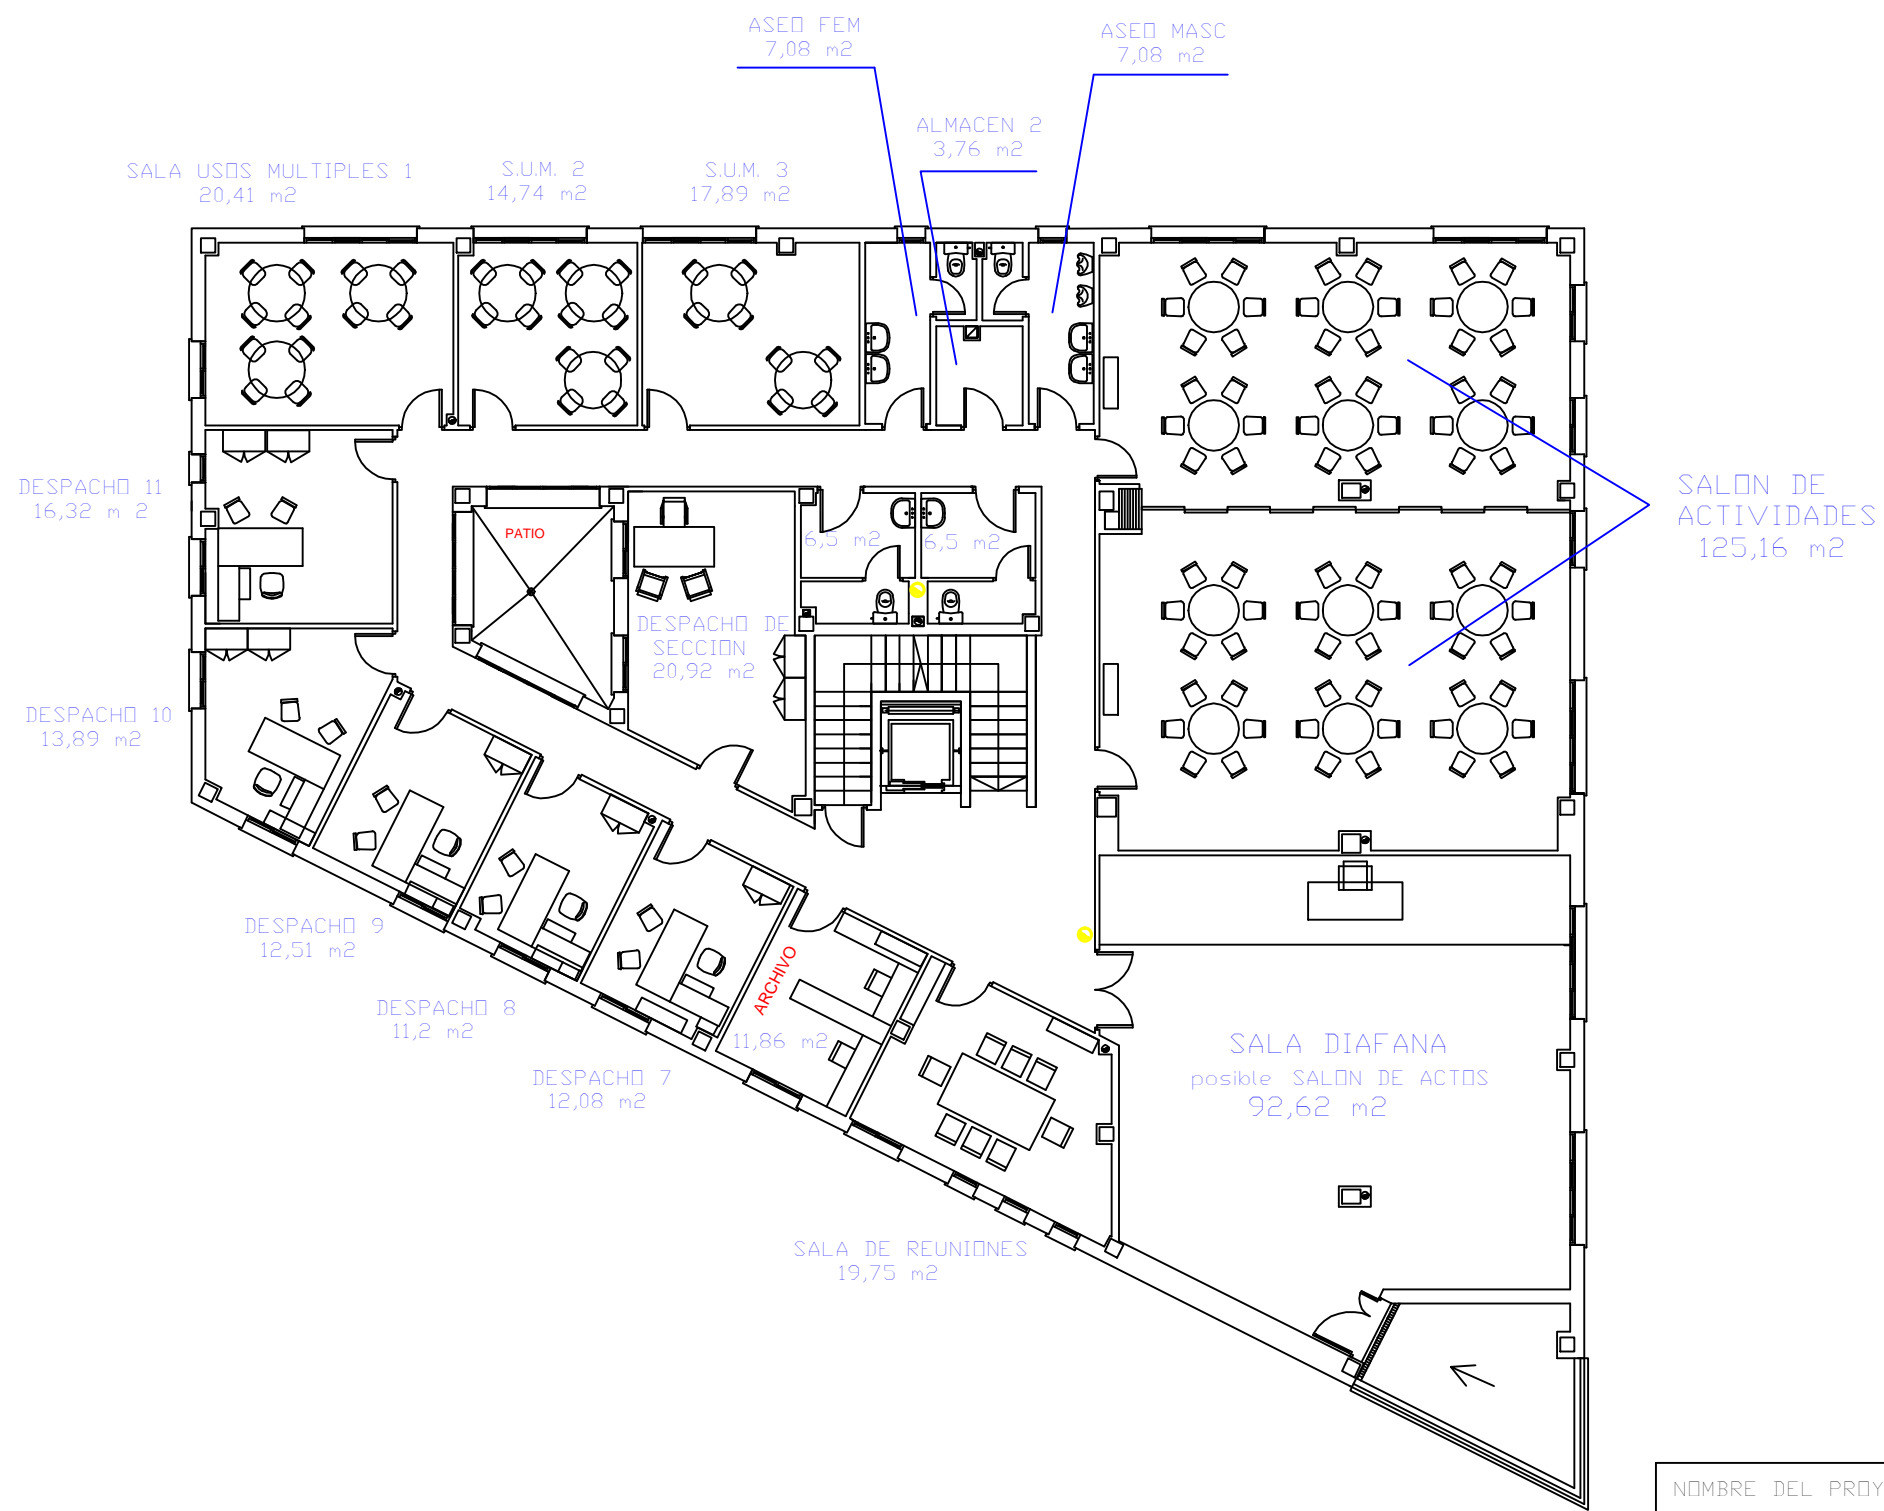 ASEO FEM
7,08 m2
ASEO MASC
7,08 m2
ALMACEN 2
3,76 m2
SALA USOS MULTIPLES 1
20,41 m2
S.U.M. 2
14,74 m2
S.U.M. 3
17,89 m2
DESPACHO 11
16,32 m 2
PATIO
6,5 m2
6,5 m2
SALON DE
ACTIVIDADES
125,16 m2
DESPACHO DE
SECCION
20,92 m2
DESPACHO 10
13,89 m2
DESPACHO 9
12,51 m2
DESPACHO 8
11,2 m2
ARCHIVO
11,86 m2
DESPACHO 7
12,08 m2
SALA DIAFANA
posible SALON DE ACTOS
92,62 m2
SALA DE REUNIONES
19,75 m2
NOMBRE DEL PROY